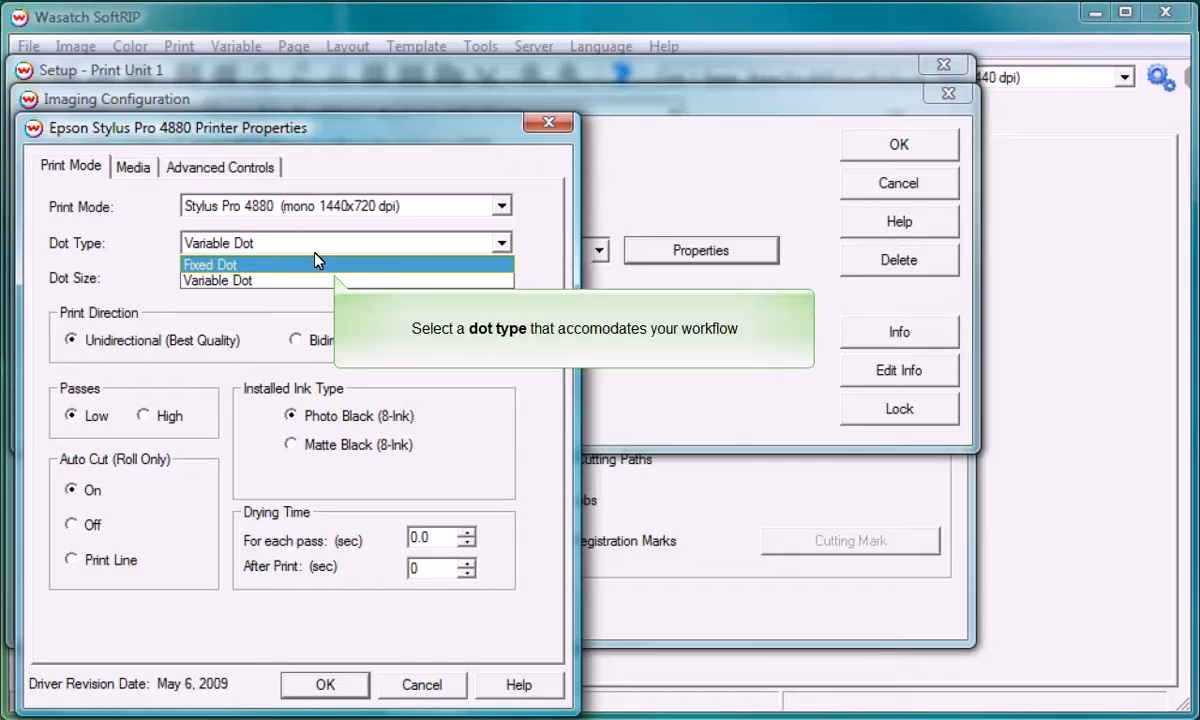 Wasatch SoftRIP
File Image Color Print Variable Page Layout Template Tools Server Language Help
Setup - Print Unit 1
40 dpi)
Imaging Configuration
Epson Stylus Pro 4880 Printer Properties
Print Mode Media Advanced Controls
Print Mode: Stylus Pro 4880 (mono 1440x720 dpi)
Dot Type: Variable Dot
Fixed Dot
Variable Dot
Dot Size:
Select a dot type that accomodates your workflow
Print Direction
Unidirectional (Best Quality)
Passes
Low High
Installed Ink Type
Photo Black (8-Ink)
Matte Black (8-Ink)
Auto Cut (Roll Only)
On
Off
Print Line
Drying Time
For each pass: (sec) 0.0
After Print: (sec) 0
Driver Revision Date: May 6, 2009
OK Cancel Help
Properties
OK
Cancel
Help
Delete
Info
Edit Info
Lock
utting Paths
bs
egistration Marks
Cutting Mark